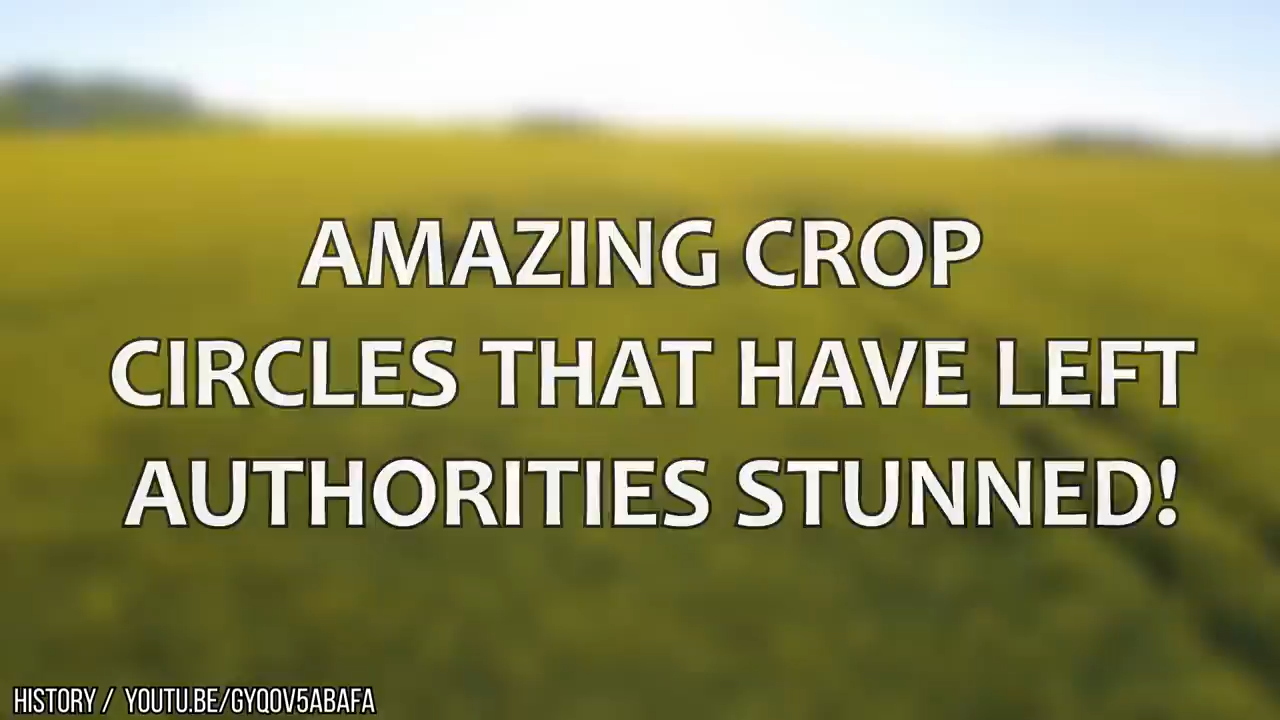 AMAZING CROP
CIRCLES THAT HAVE LEFT
AUTHORITIES STUNNED!
HISTORY / YOUTU.BE/GYQOV5ABAFA